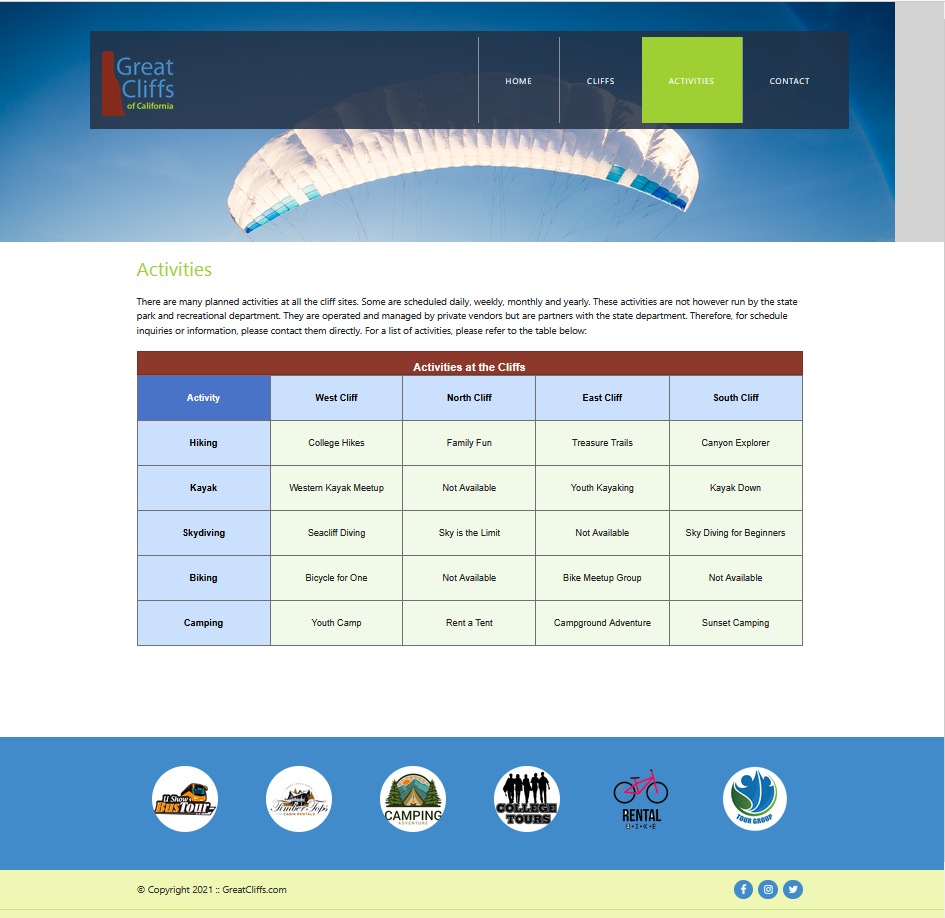 Great
Cliffs
of California
HOME CLIFFS ACTIVITIES CONTACT
Activities
There are many planned activities at all the cliff sites. Some are scheduled daily, weekly, monthly and yearly. These activities are not however run by the state
park and recreational department. They are operated and managed by private vendors but are partners with the state department. Therefore, for schedule
inquiries or information, please contact them directly. For a list of activities, please refer to the table below:
Activities at the Cliffs
Activity West Cliff North Cliff East Cliff South Cliff
Hiking College Hikes Family Fun Treasure Trails Canyon Explorer
Kayak Western Kayak Meetup Not Available Youth Kayaking Kayak Down
Skydiving Seacliff Diving Sky is the Limit Not Available Sky Diving for Beginners
Biking Bicycle for One Not Available Bike Meetup Group Not Available
Camping Youth Camp Rent a Tent Campground Adventure Sunset Camping
U Show
BusTour
Timber Tops
CABIN RENTALS
CAMPING
ADVENTURE
COLLEGE
TOURS
RENTAL
BIKE
TOUR GROUP
© Copyright 2021 :: GreatCliffs.com